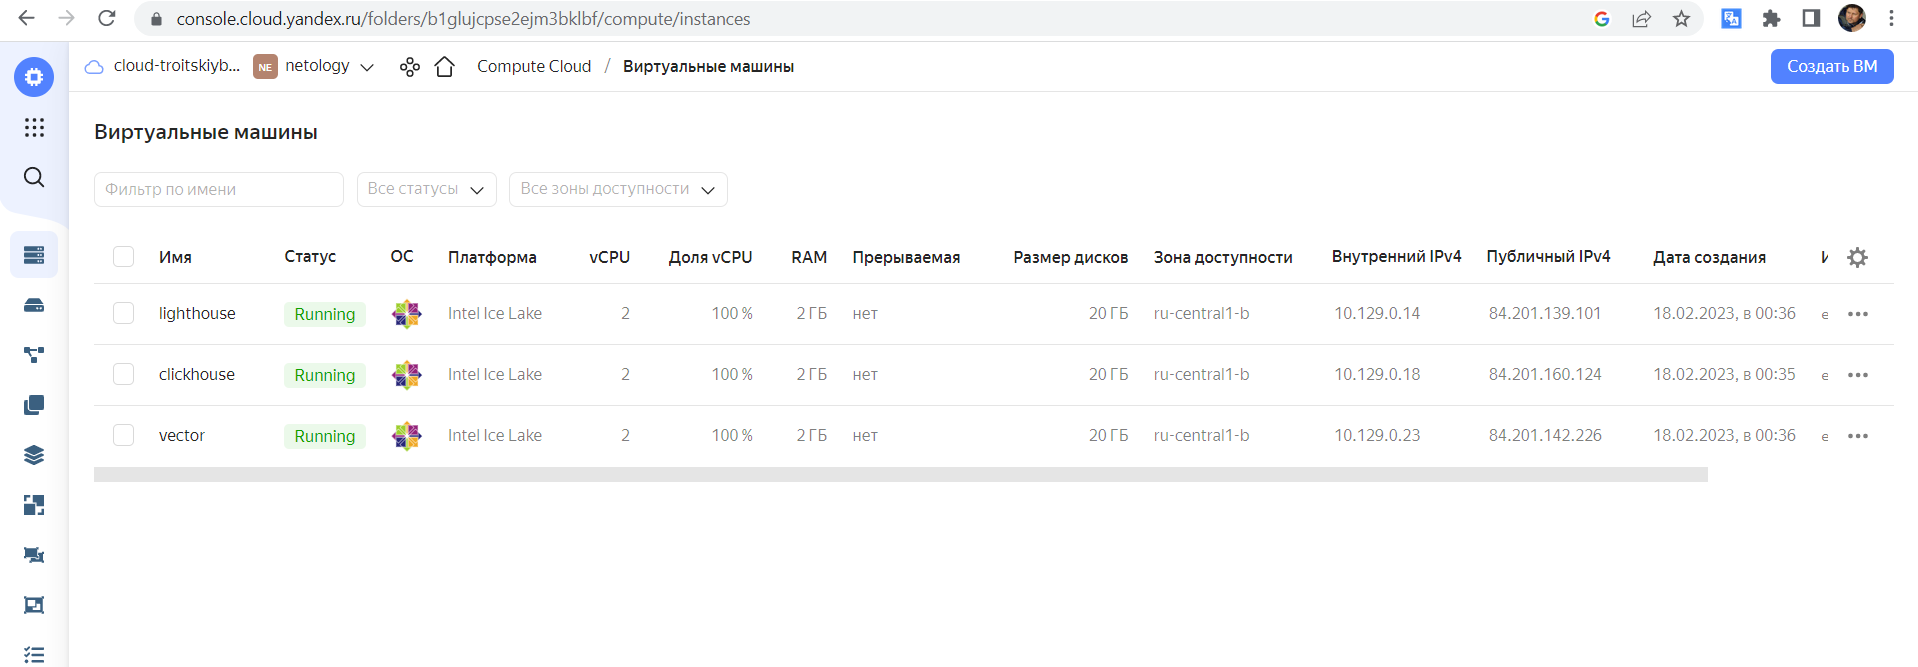 console.cloud.yandex.ru/folders/b1glujcpse2ejm3bklbf/compute/instances
cloud-troitskiyb... NE netology Compute Cloud / Виртуальные машины Создать ВМ
Виртуальные машины
Фильтр по имени Все статусы Все зоны доступности
Имя Статус ОС Платформа vCPU Доля vCPU RAM Прерываемая Размер дисков Зона доступности Внутренний IPv4 Публичный IPv4 Дата создания
lighthouse Running Intel Ice Lake 2 100 % 2 ГБ нет 20 ГБ ru-central1-b 10.129.0.14 84.201.139.101 18.02.2023, в 00:36
clickhouse Running Intel Ice Lake 2 100 % 2 ГБ нет 20 ГБ ru-central1-b 10.129.0.18 84.201.160.124 18.02.2023, в 00:35
vector Running Intel Ice Lake 2 100 % 2 ГБ нет 20 ГБ ru-central1-b 10.129.0.23 84.201.142.226 18.02.2023, в 00:36